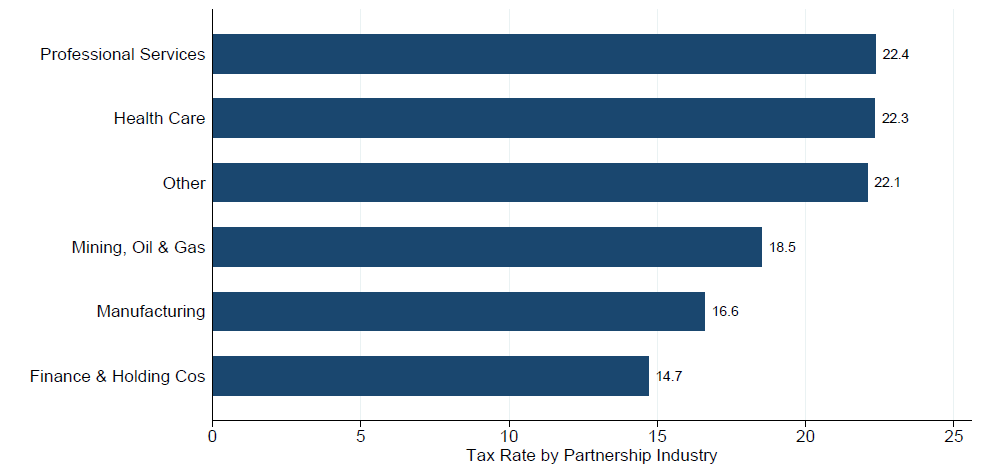 Professional Services 22.4
Health Care 22.3
Other 22.1
Mining, Oil & Gas 18.5
Manufacturing 16.6
Finance & Holding Cos 14.7
0 5 10 15 20 25
Tax Rate by Partnership Industry